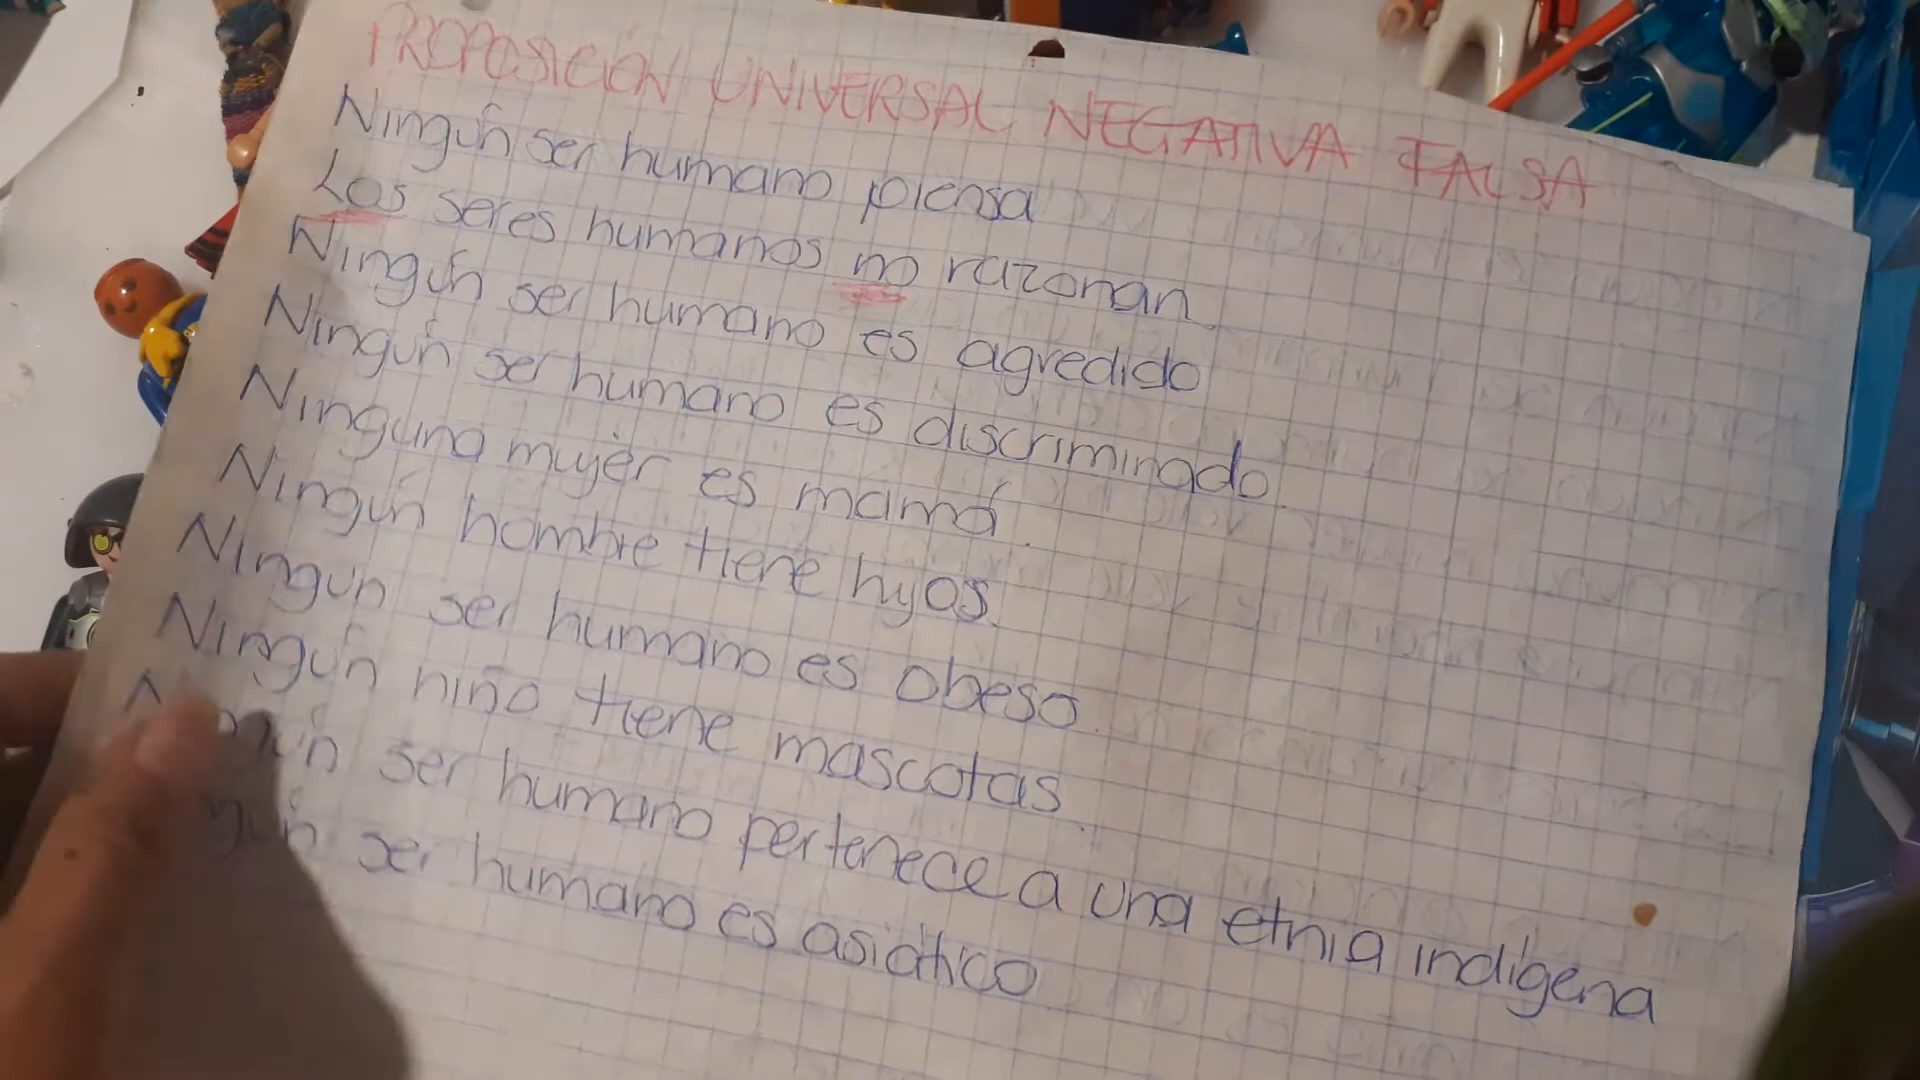 PROPOSICIÓN UNIVERSAL NEGATIVA FALSA
Ningún ser humano piensa
Los seres humanos no razonan
Ningún ser humano es agredido
Ningún ser humano es discriminado.
Ninguna mujer es mamá.
Ningún hombre tiene hijos.
Ningun ser humano es obeso.
Ningún niño tiene mascotas.
ser humano pertenece a una etnia indígena
ser humano es asiático